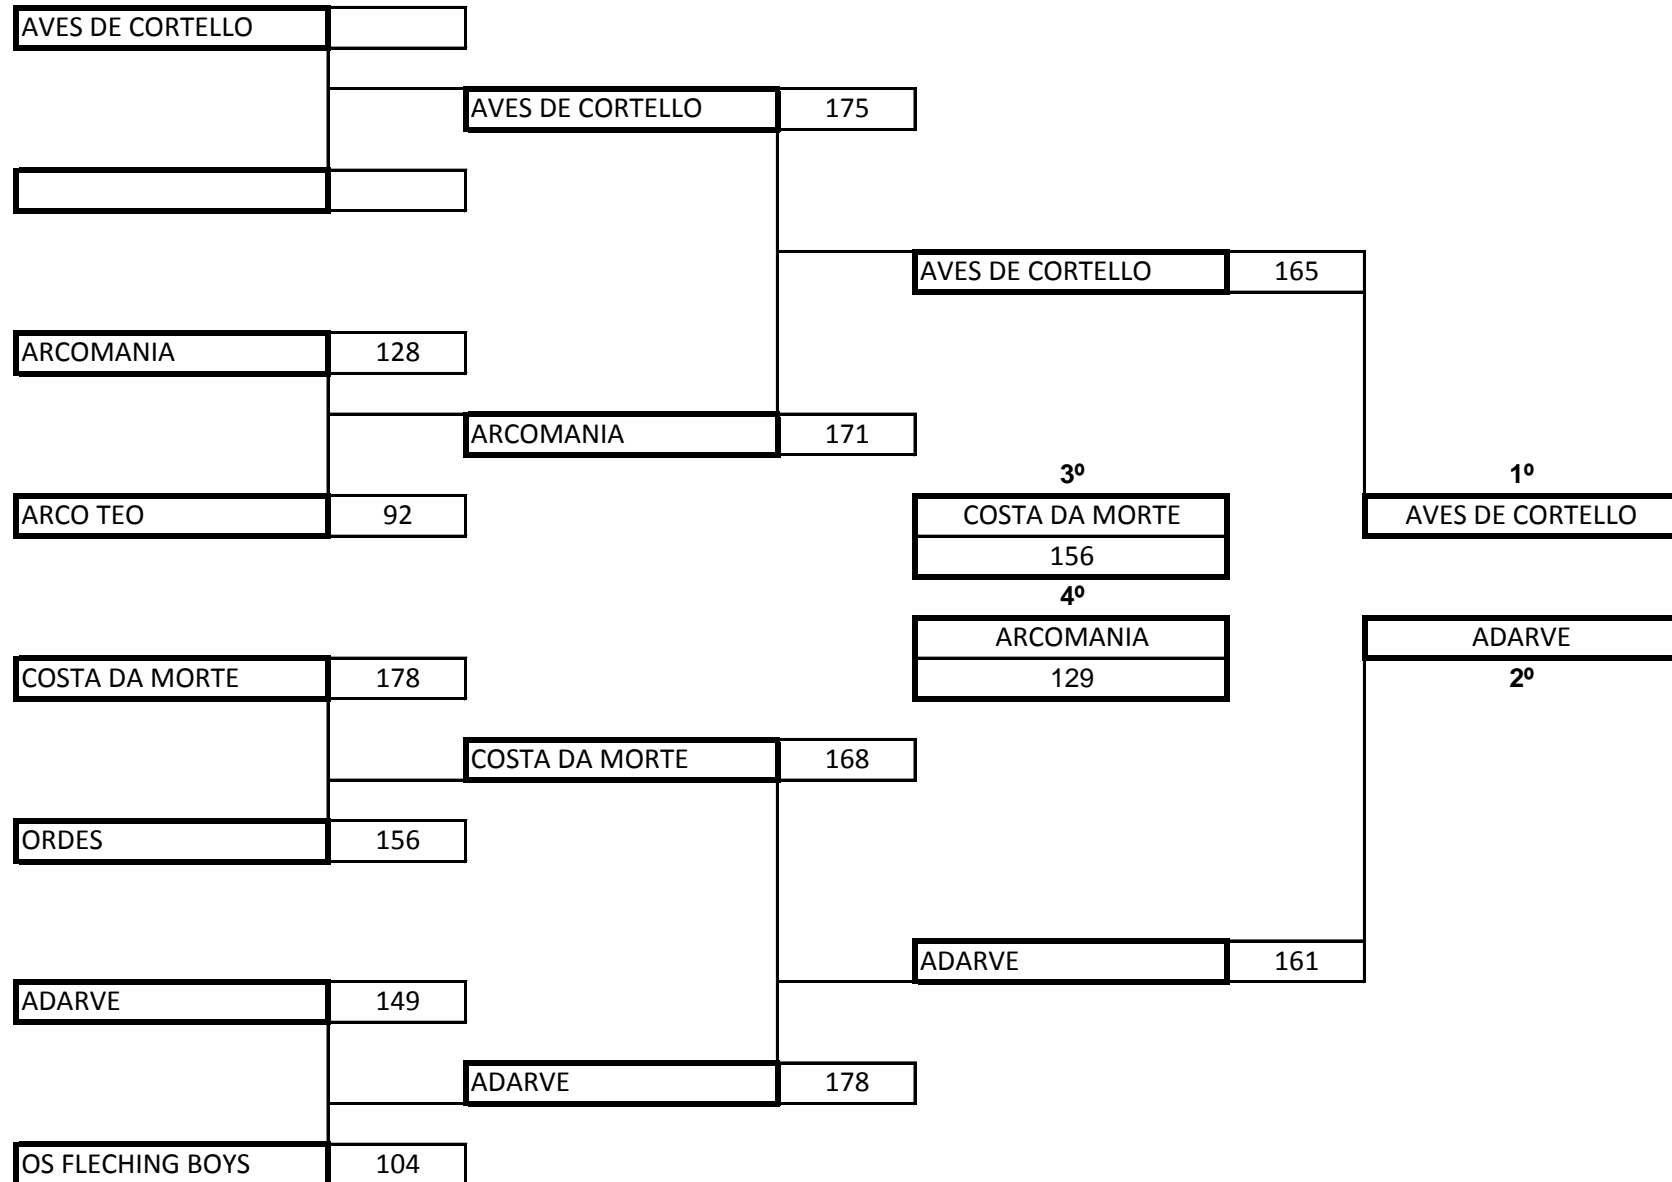 AVES DE CORTELLO
AVES DE CORTELLO 175
AVES DE CORTELLO 165
ARCOMANIA 128
ARCOMANIA 171
3º 1º
ARCO TEO 92 COSTA DA MORTE AVES DE CORTELLO
156
4º
ARCOMANIA ADARVE
COSTA DA MORTE 178 129 2º
COSTA DA MORTE 168
ORDES 156
ADARVE 161
ADARVE 149
ADARVE 178
OS FLECHING BOYS 104